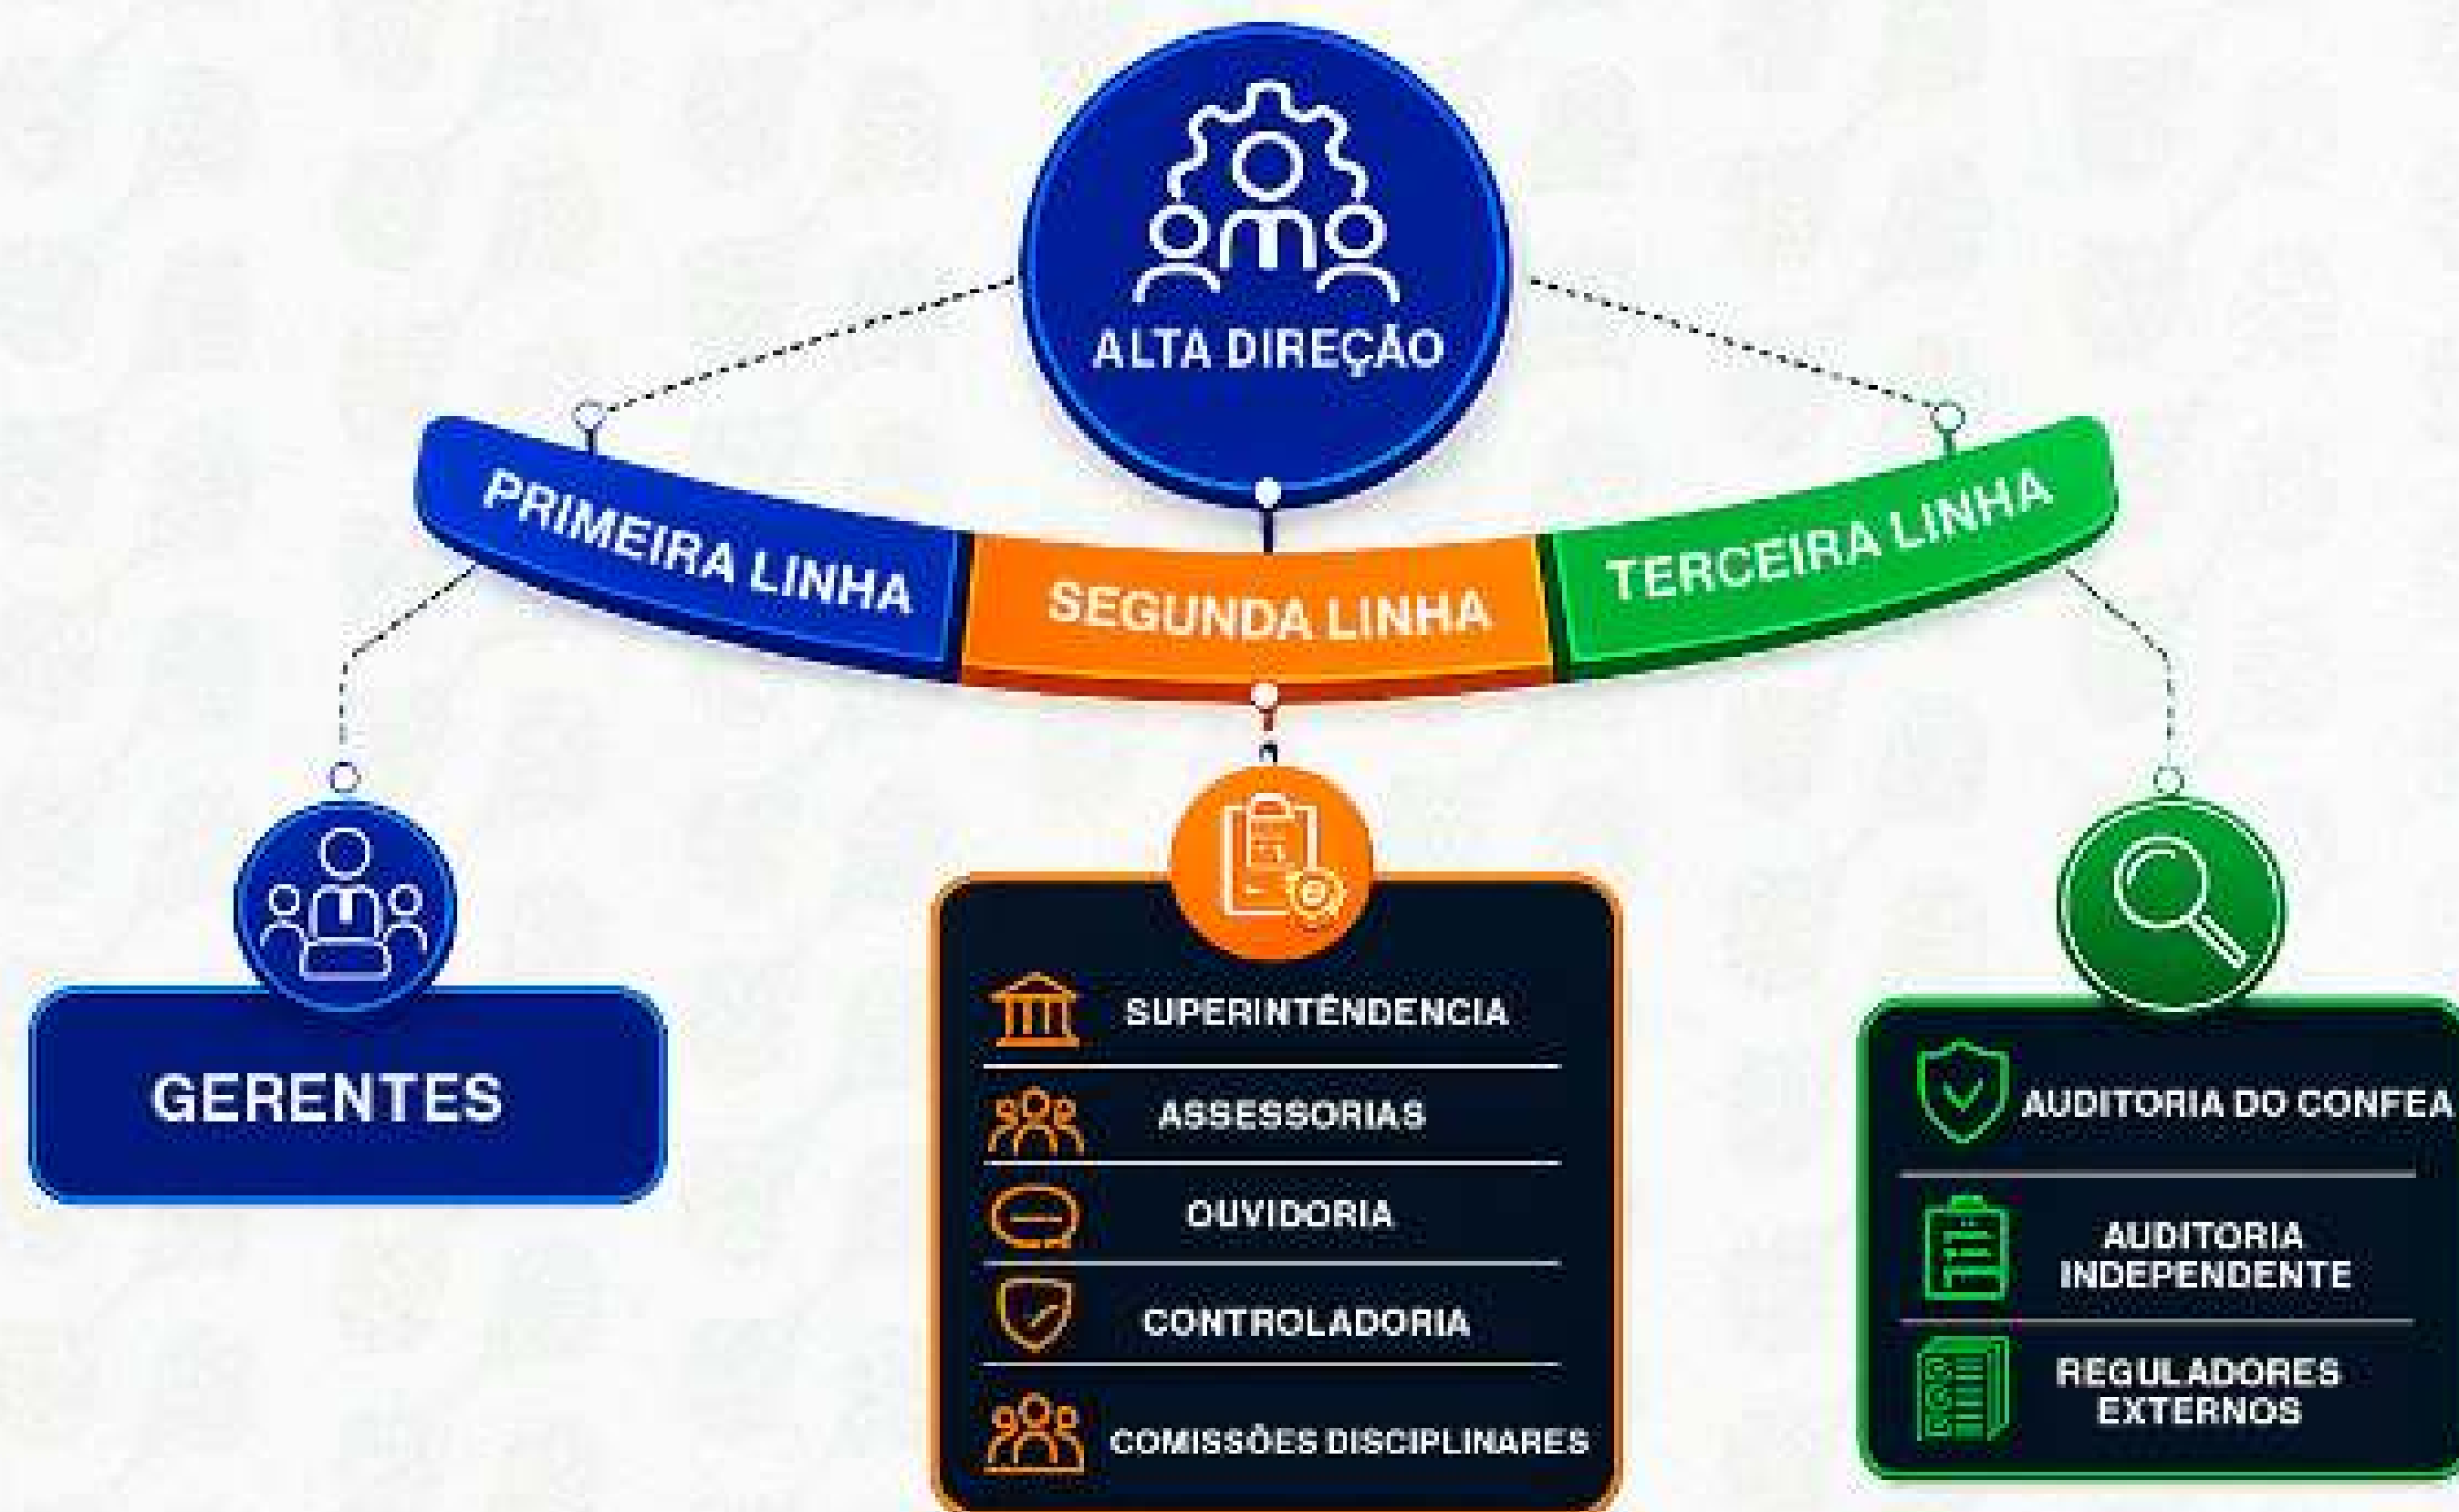 ALTA DIREÇÃO
PRIMEIRA LINHA
SEGUNDA LINHA
TERCEIRA LINHA
GERENTES
SUPERINTÊNDENCIA
ASSESSORIAS
OUVIDORIA
CONTROLADORIA
COMISSÕES DISCIPLINARES
AUDITORIA DO CONFEA
AUDITORIA
INDEPENDENTE
REGULADORES
EXTERNOS